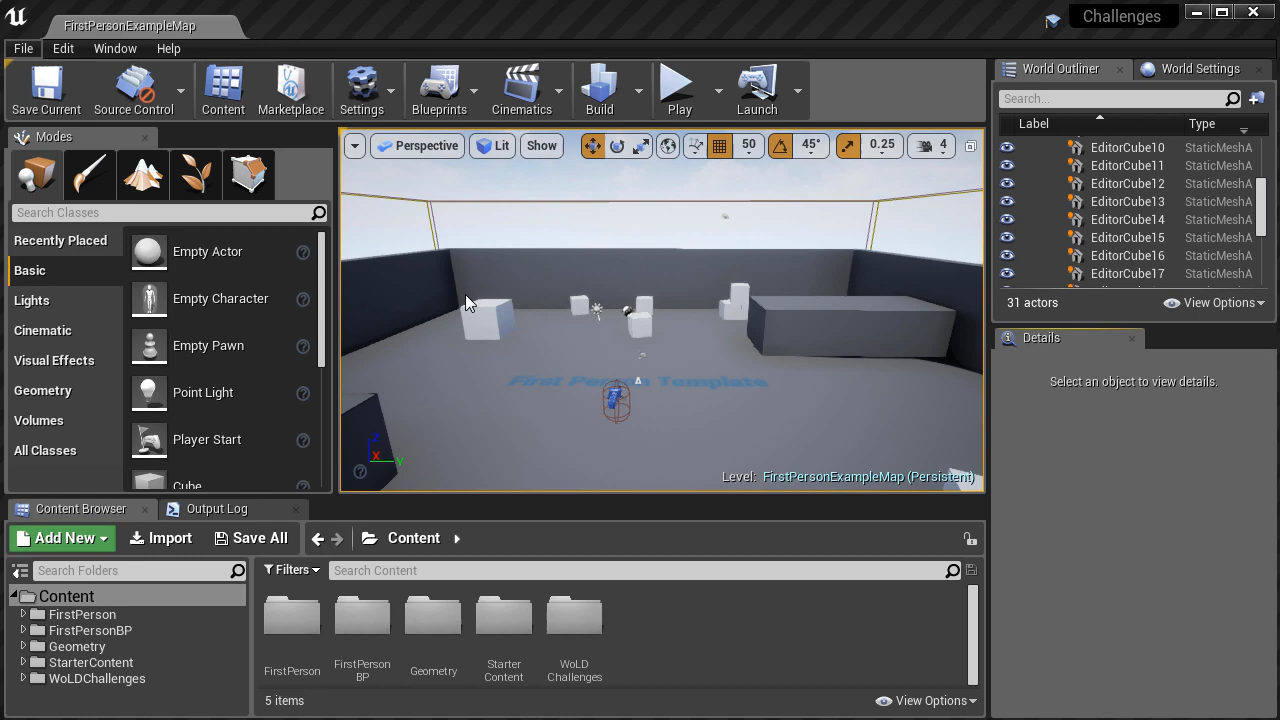 FirstPersonExampleMap
Challenges
File Edit Window Help
Save Current
Source Control
Content
Marketplace
Settings
Blueprints
Cinematics
Build
Play
Launch
World Outliner
World Settings
Search...
Label
Type
EditorCube10 StaticMeshA
EditorCube11 StaticMeshA
EditorCube12 StaticMeshA
EditorCube13 StaticMeshA
EditorCube14 StaticMeshA
EditorCube15 StaticMeshA
EditorCube16 StaticMeshA
EditorCube17 StaticMeshA
31 actors
View Options
Details
Select an object to view details.
Modes
Search Classes
Recently Placed
Basic
Lights
Cinematic
Visual Effects
Geometry
Volumes
All Classes
Empty Actor
Empty Character
Empty Pawn
Point Light
Player Start
Cube
Perspective
Lit
Show
50
45°
0.25
4
First Person Template
Z
X
Y
Level: FirstPersonExampleMap (Persistent)
Content Browser
Output Log
Add New
Import
Save All
Content
Search Folders
Content
FirstPerson
FirstPersonBP
Geometry
StarterContent
WoLDChallenges
Filters
Search Content
FirstPerson
FirstPerson
BP
Geometry
Starter
Content
WoLD
Challenges
5 items
View Options